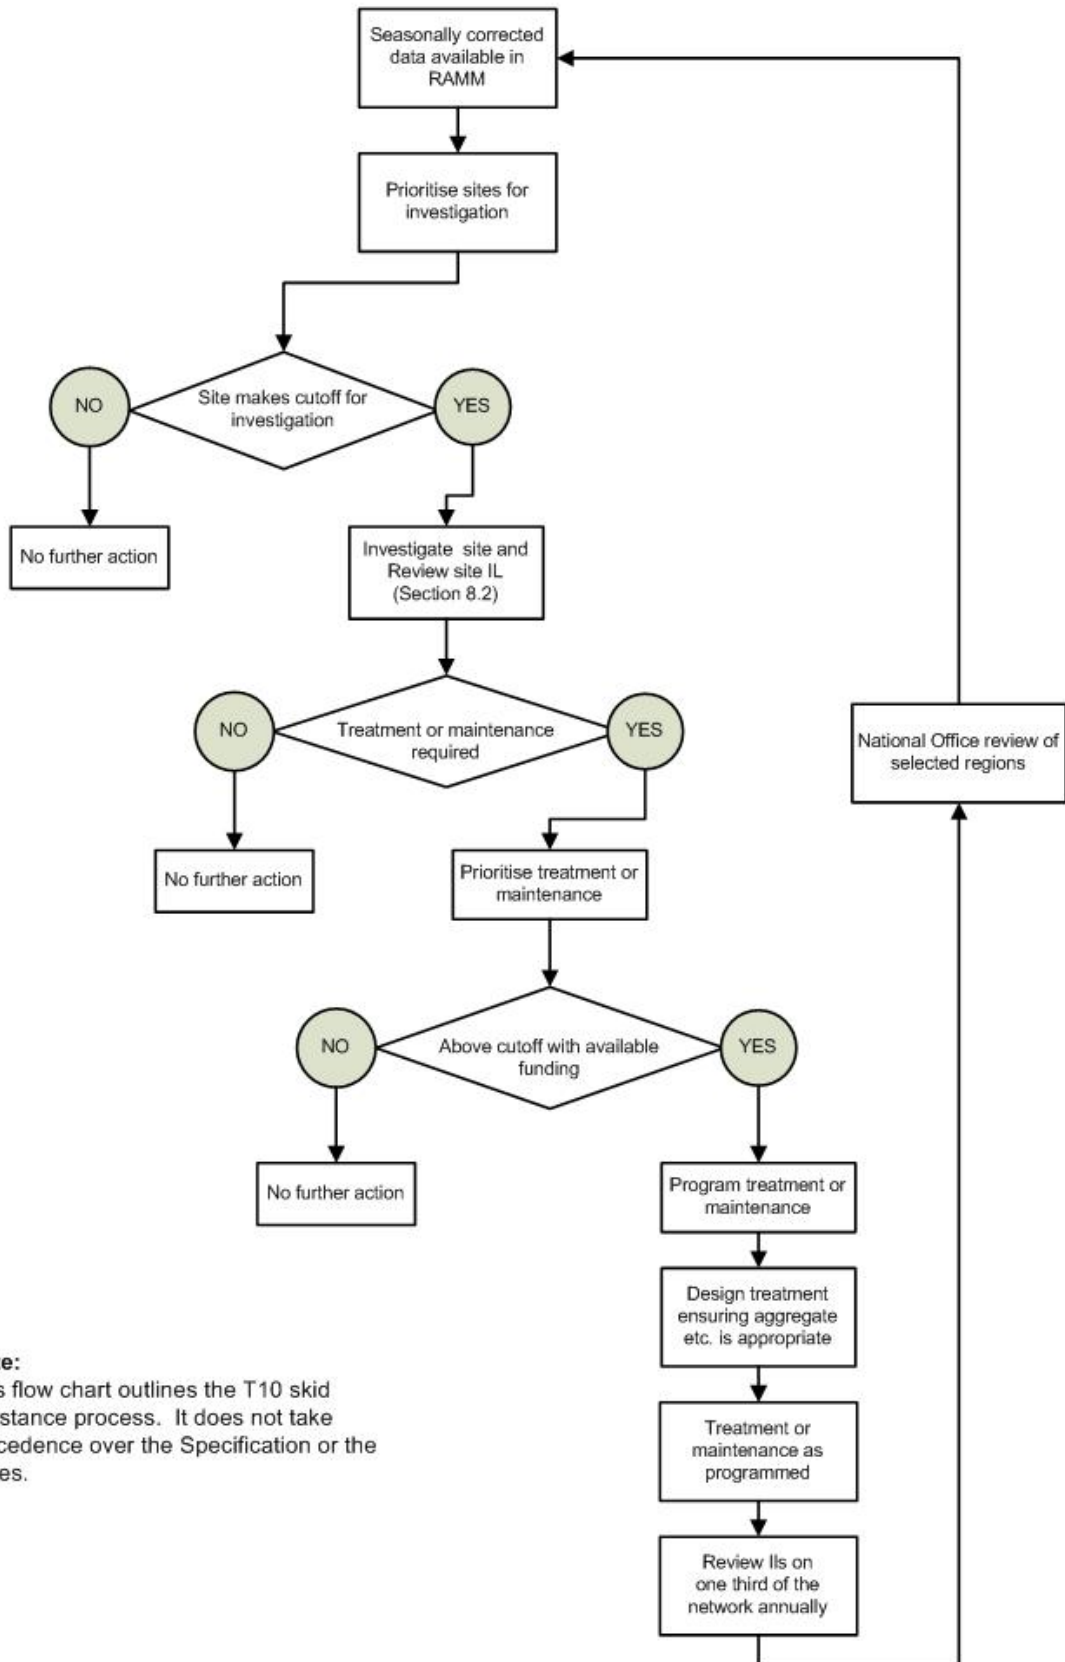 Seasonally corrected
data available in
RAMM
Prioritise sites for
investigation
NO
Site makes cutoff for
investigation
YES
No further action
Investigate site and
Review site IL
(Section 8.2)
NO
Treatment or maintenance
required
YES
National Office review of
selected regions
No further action
Prioritise treatment or
maintenance
NO
Above cutoff with available
funding
YES
No further action
Program treatment or
maintenance
Design treatment
ensuring aggregate
etc. is appropriate
Treatment or
maintenance as
programmed
Review Ils on
one third of the
network annually
te:
s flow chart outlines the T10 skid
stance process. It does not take
cedence over the Specification or the
es.